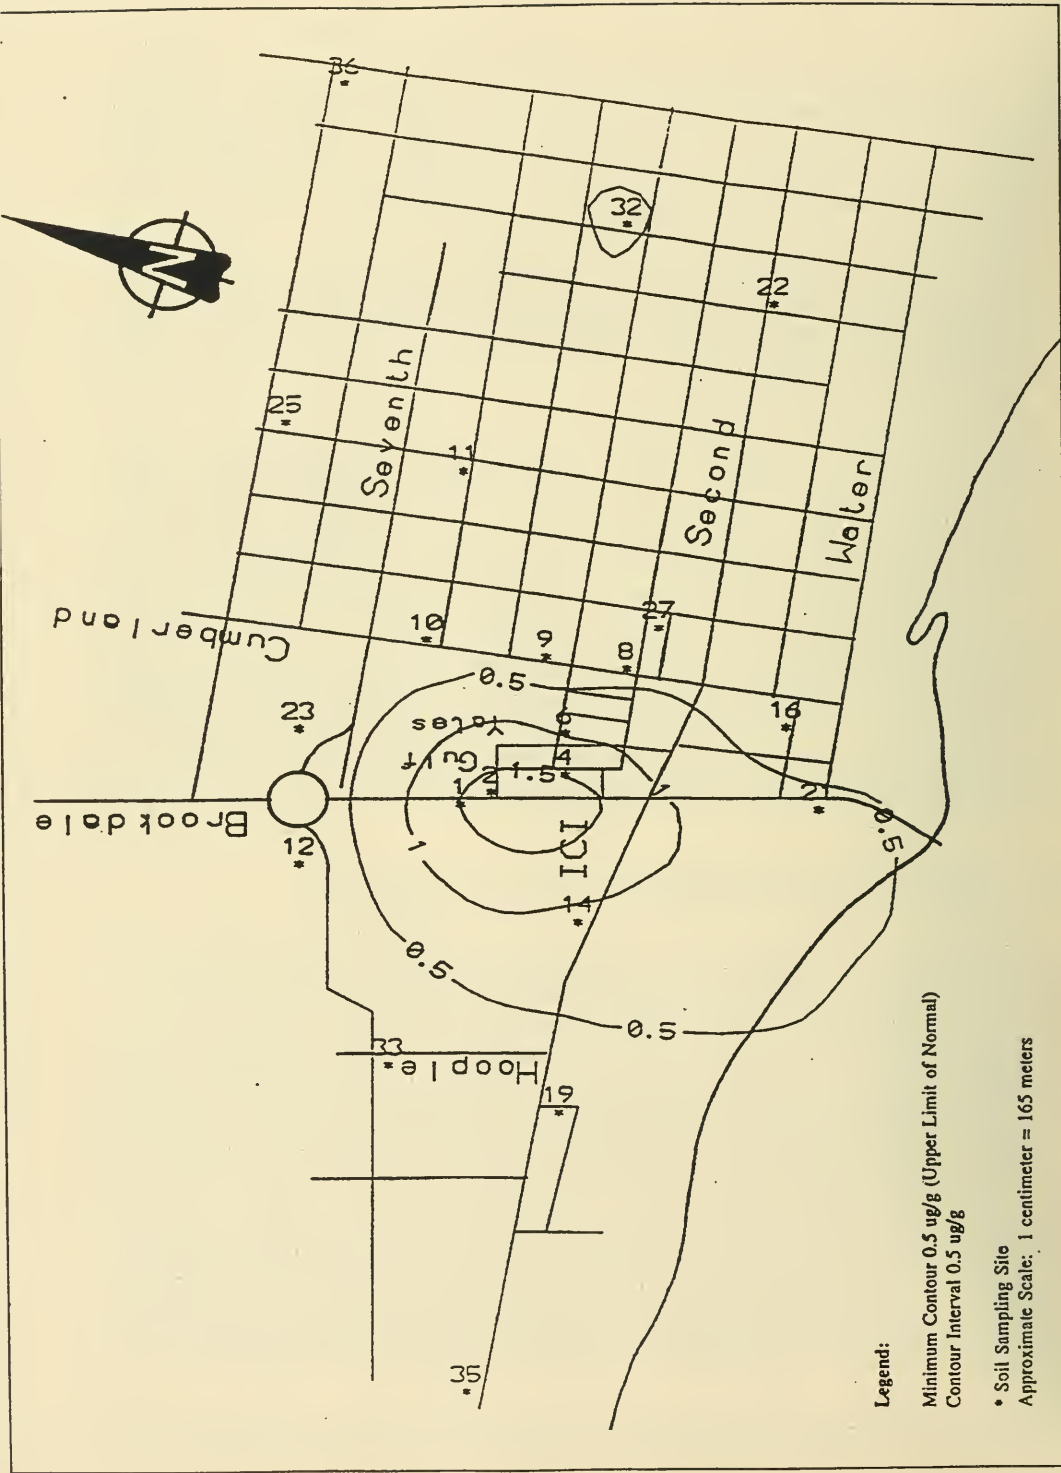 36
N
32
22
25
Seventh
11
Second
Water
Cumberland
10
9
8
27
0.5
23
Yates
6
16
Gulf
4
1.5
2
1
1
Brookdale
21
12
ICI
1
0.5
14
0.5
0.5
33
Hoople
19
35
Legend:
Minimum Contour 0.5 ug/g (Upper Limit of Normal)
Contour Interval 0.5 ug/g
* Soil Sampling Site
Approximate Scale: 1 centimeter = 165 meters